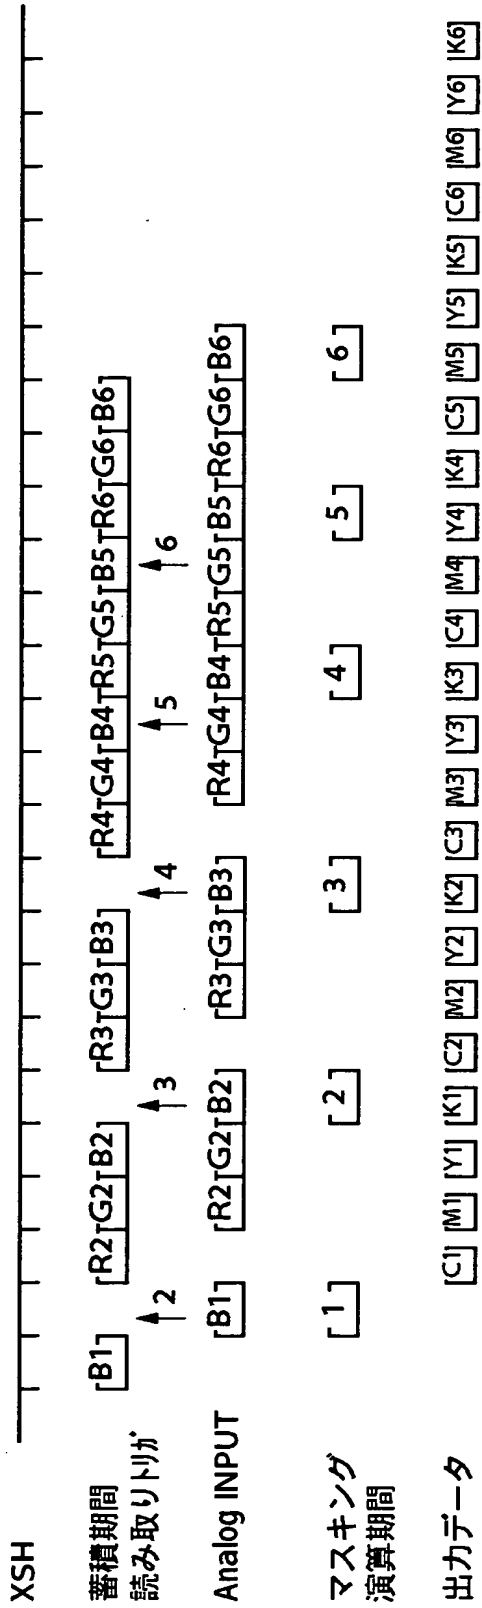 XSH
蓄積期間
B1 R2 G2 B2 R3 G3 B3 R4 G4 B4 R5 G5 B5 R6 G6 B6
読み取りトリガ
2 3 4 5 6
Analog INPUT
B1 R2 G2 B2 R3 G3 B3 R4 G4 B4 R5 G5 B5 R6 G6 B6
マスキング
演算期間
1 2 3 4 5 6
出力データ
C1 M1 Y1 K1 C2 M2 Y2 K2 C3 M3 Y3 K3 C4 M4 Y4 K4 C5 M5 Y5 K5 C6 M6 Y6 K6